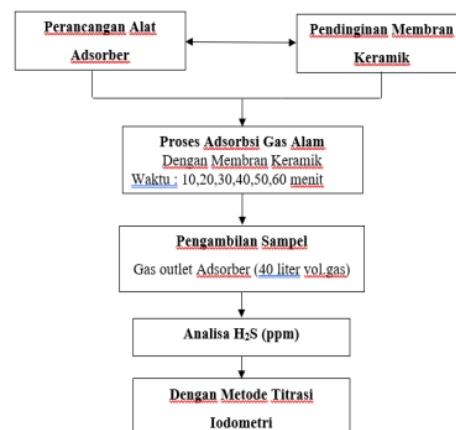 Perancangan Alat
Adsorber
Pendinginan Membran
Keramik
Proses Adsorbsi Gas Alam
Dengan Membran Keramik
Waktu : 10,20,30,40,50,60 menit
Pengambilan Sampel
Gas outlet Adsorber (40 liter vol.gas)
Analisa H₂S (ppm)
Dengan Metode Titrasi
Iodometri